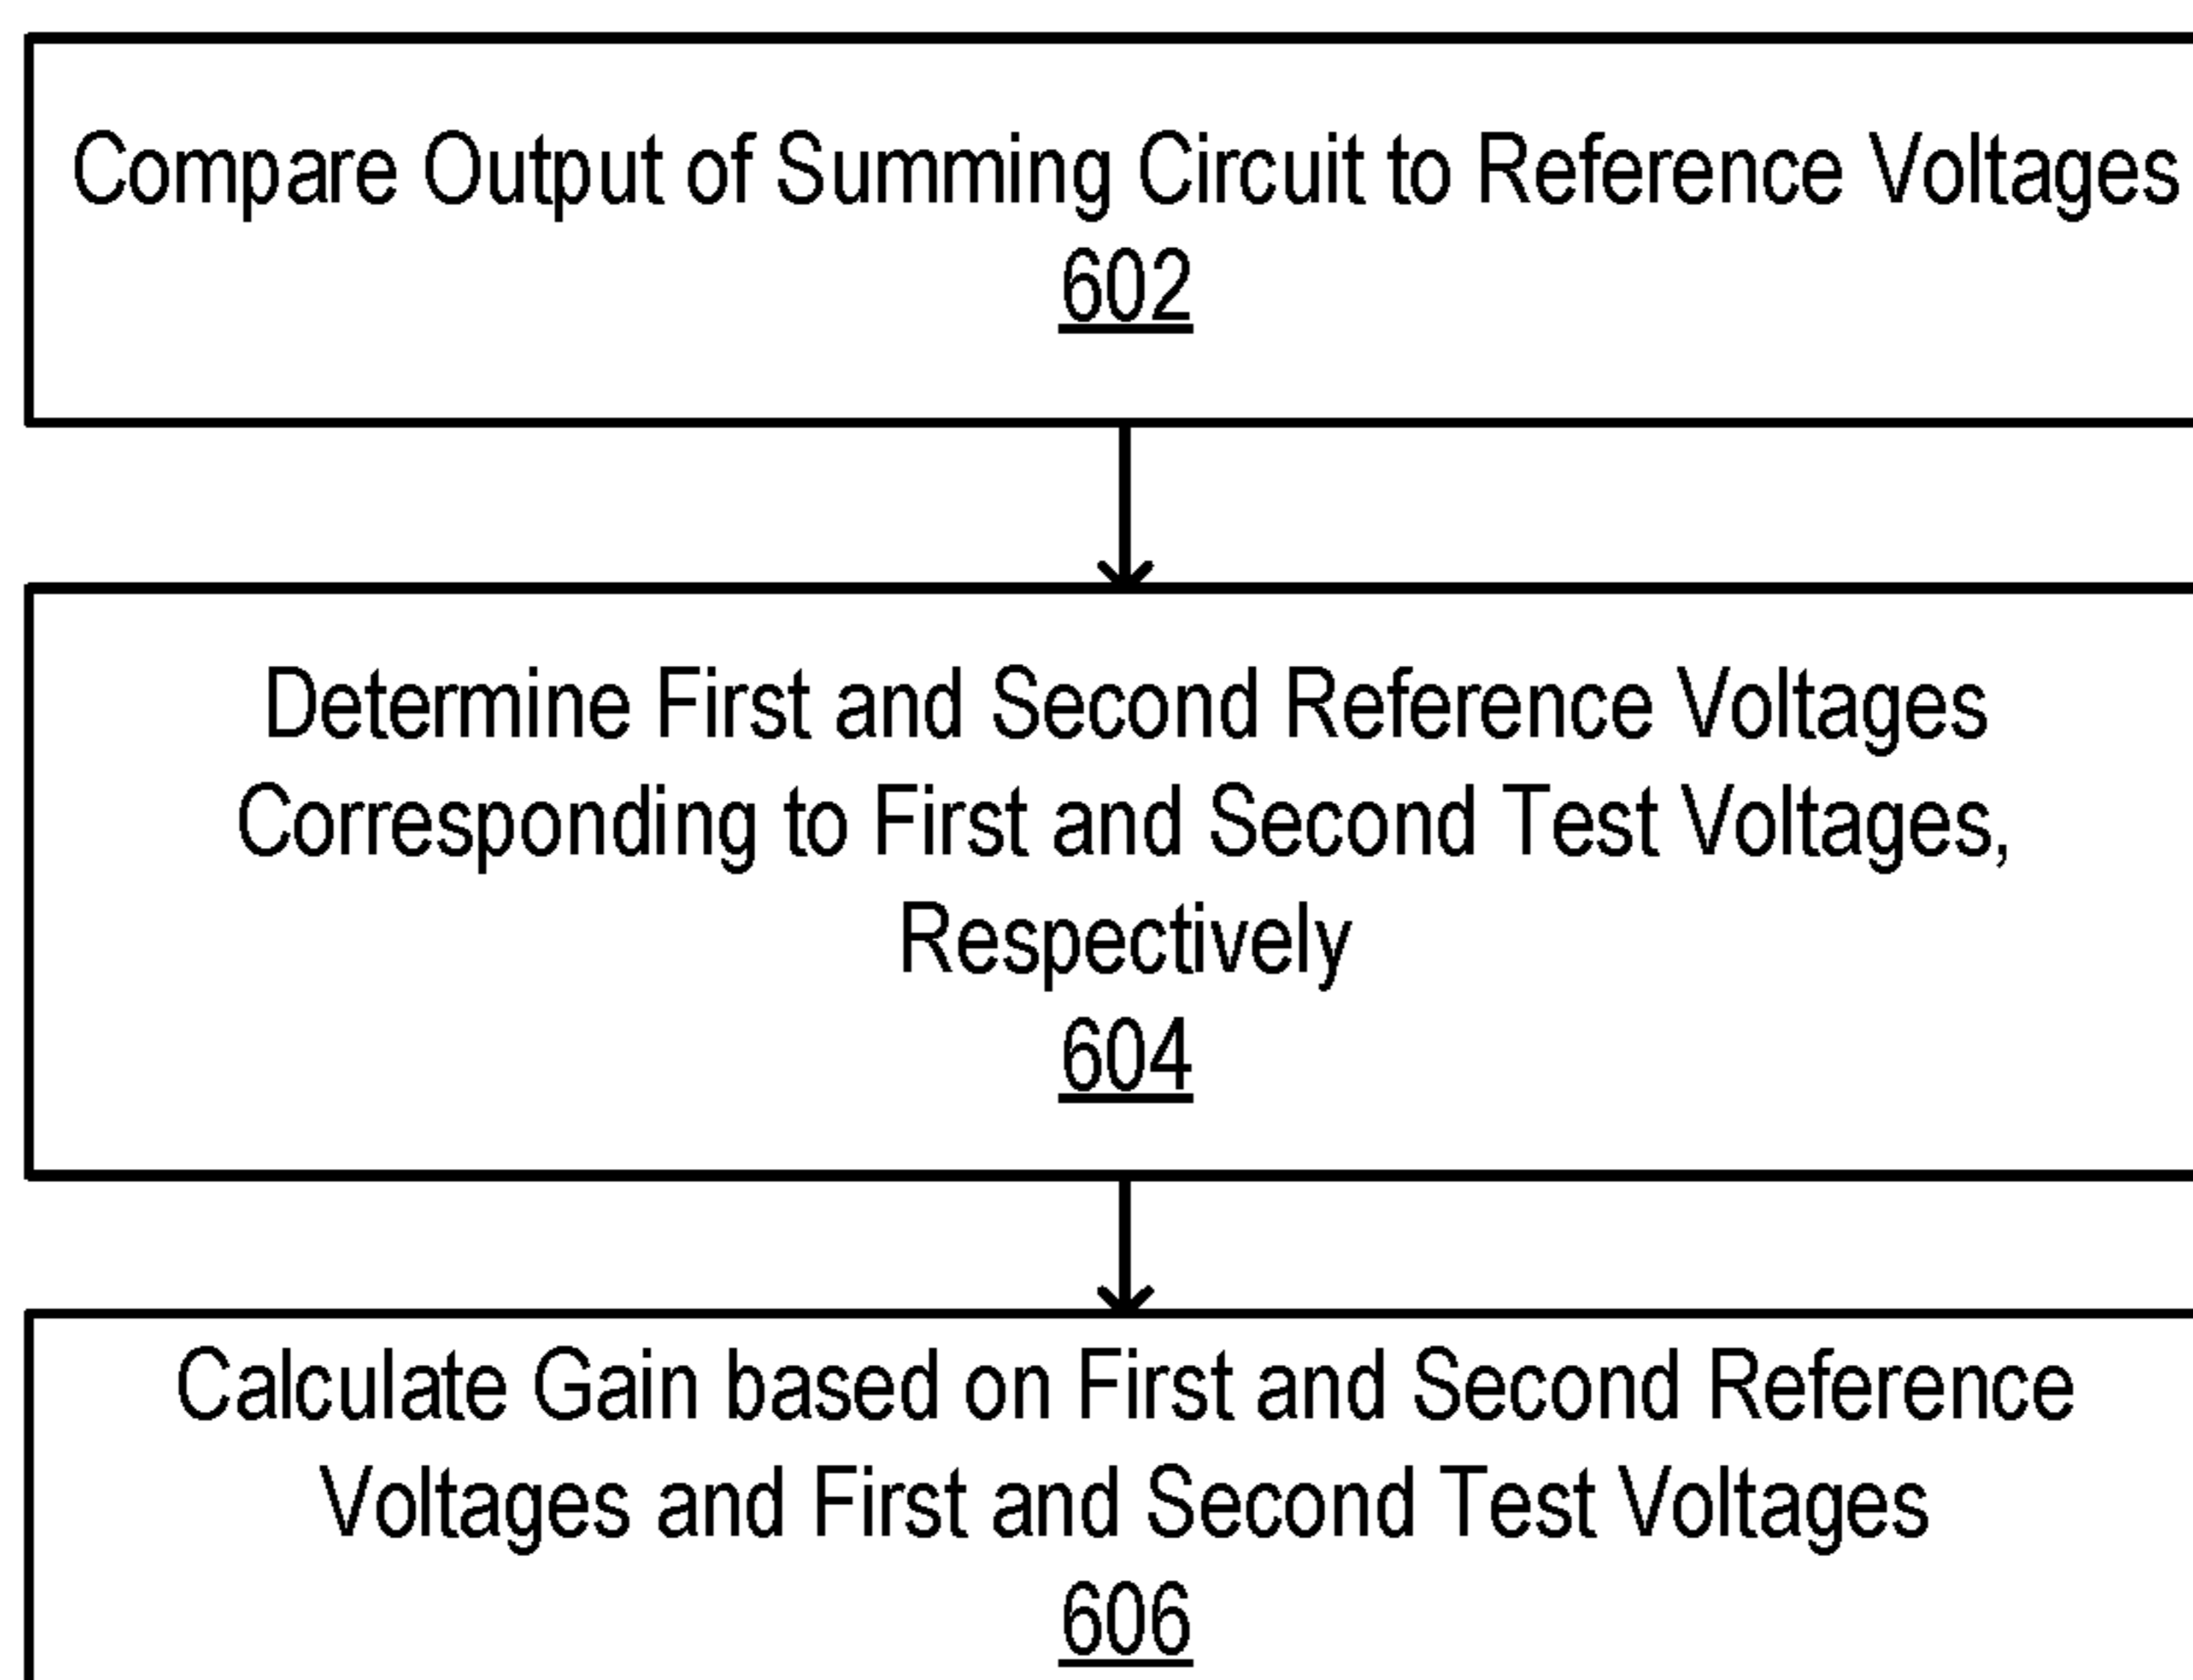 Compare Output of Summing Circuit to Reference Voltages
602
Determine First and Second Reference Voltages
Corresponding to First and Second Test Voltages,
Respectively
604
Calculate Gain based on First and Second Reference
Voltages and First and Second Test Voltages
606